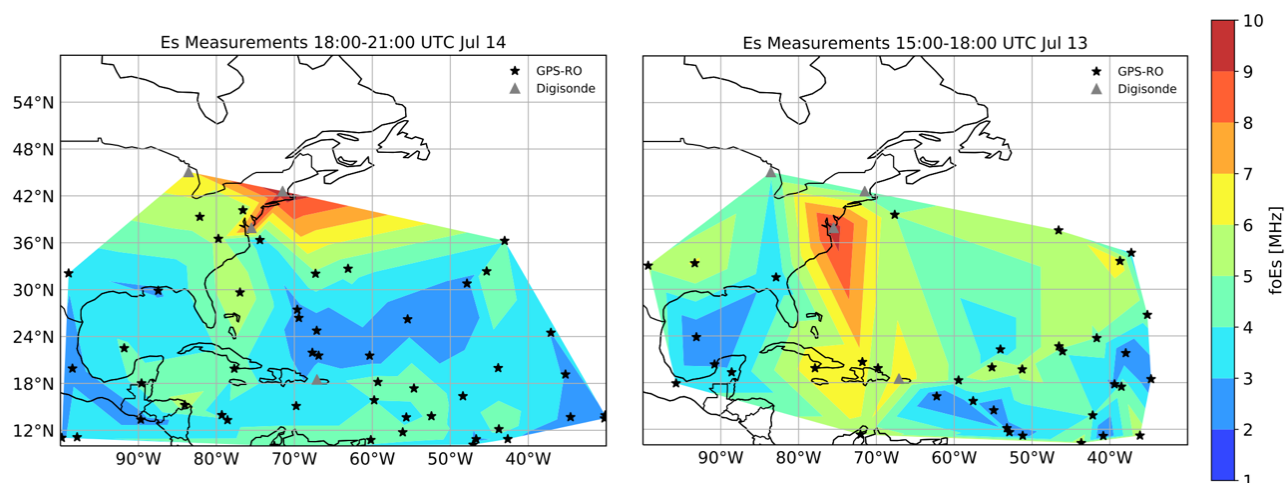 Es Measurements 18:00-21:00 UTC Jul 14
GPS-RO
Digisonde
54°N
48°N
42°N
36°N
30°N
24°N
18°N
12°N
90°W 80°W 70°W 60°W 50°W 40°W
Es Measurements 15:00-18:00 UTC Jul 13
GPS-RO
Digisonde
90°W 80°W 70°W 60°W 50°W 40°W
10
9
8
7
6
5
4
3
2
1
foEs [MHz]